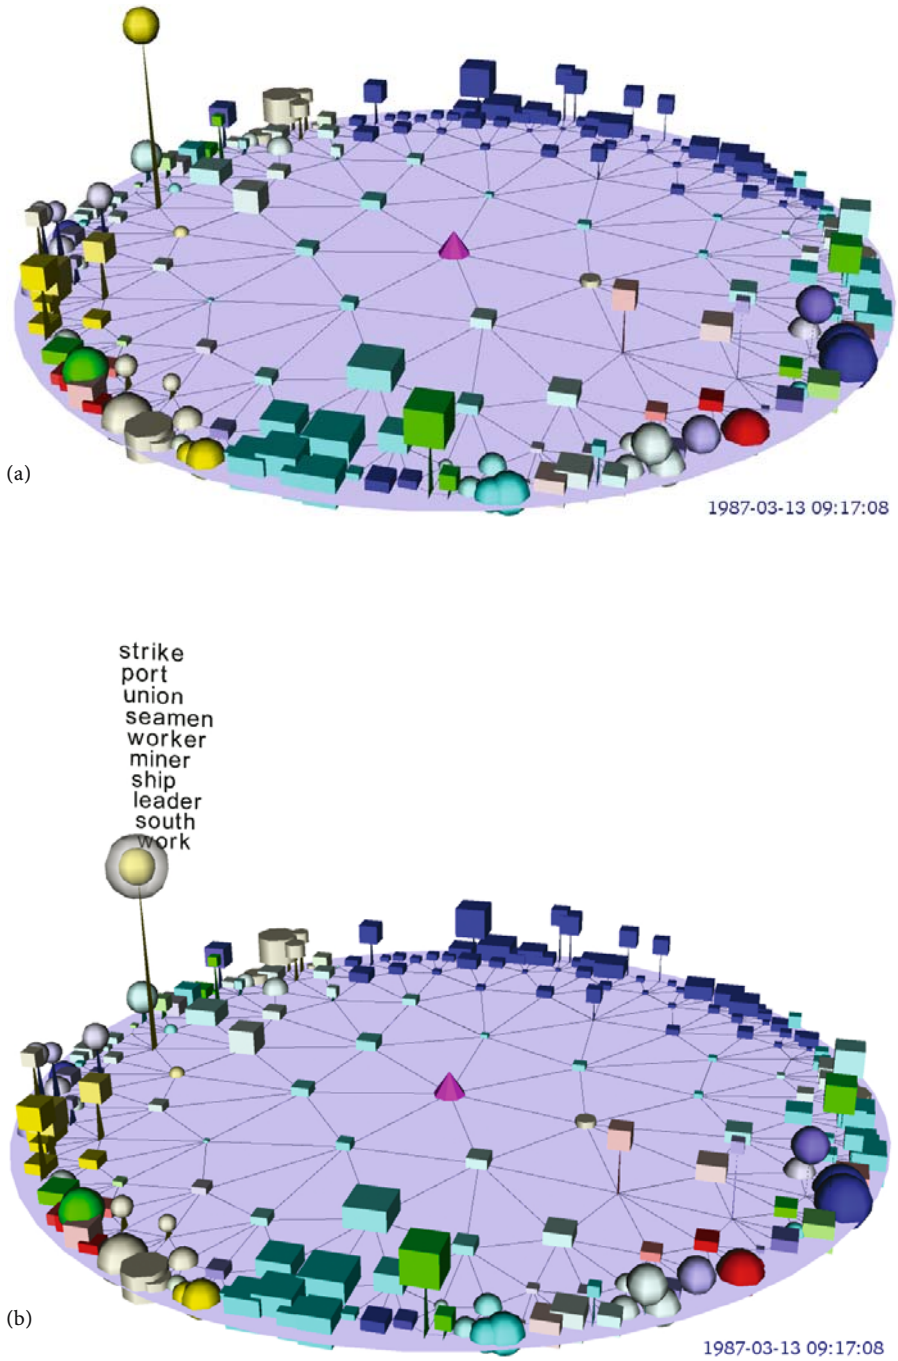 (a)
1987-03-13 09:17:08
strike
port
union
seamen
worker
miner
ship
leader
south
work
(b)
1987-03-13 09:17:08